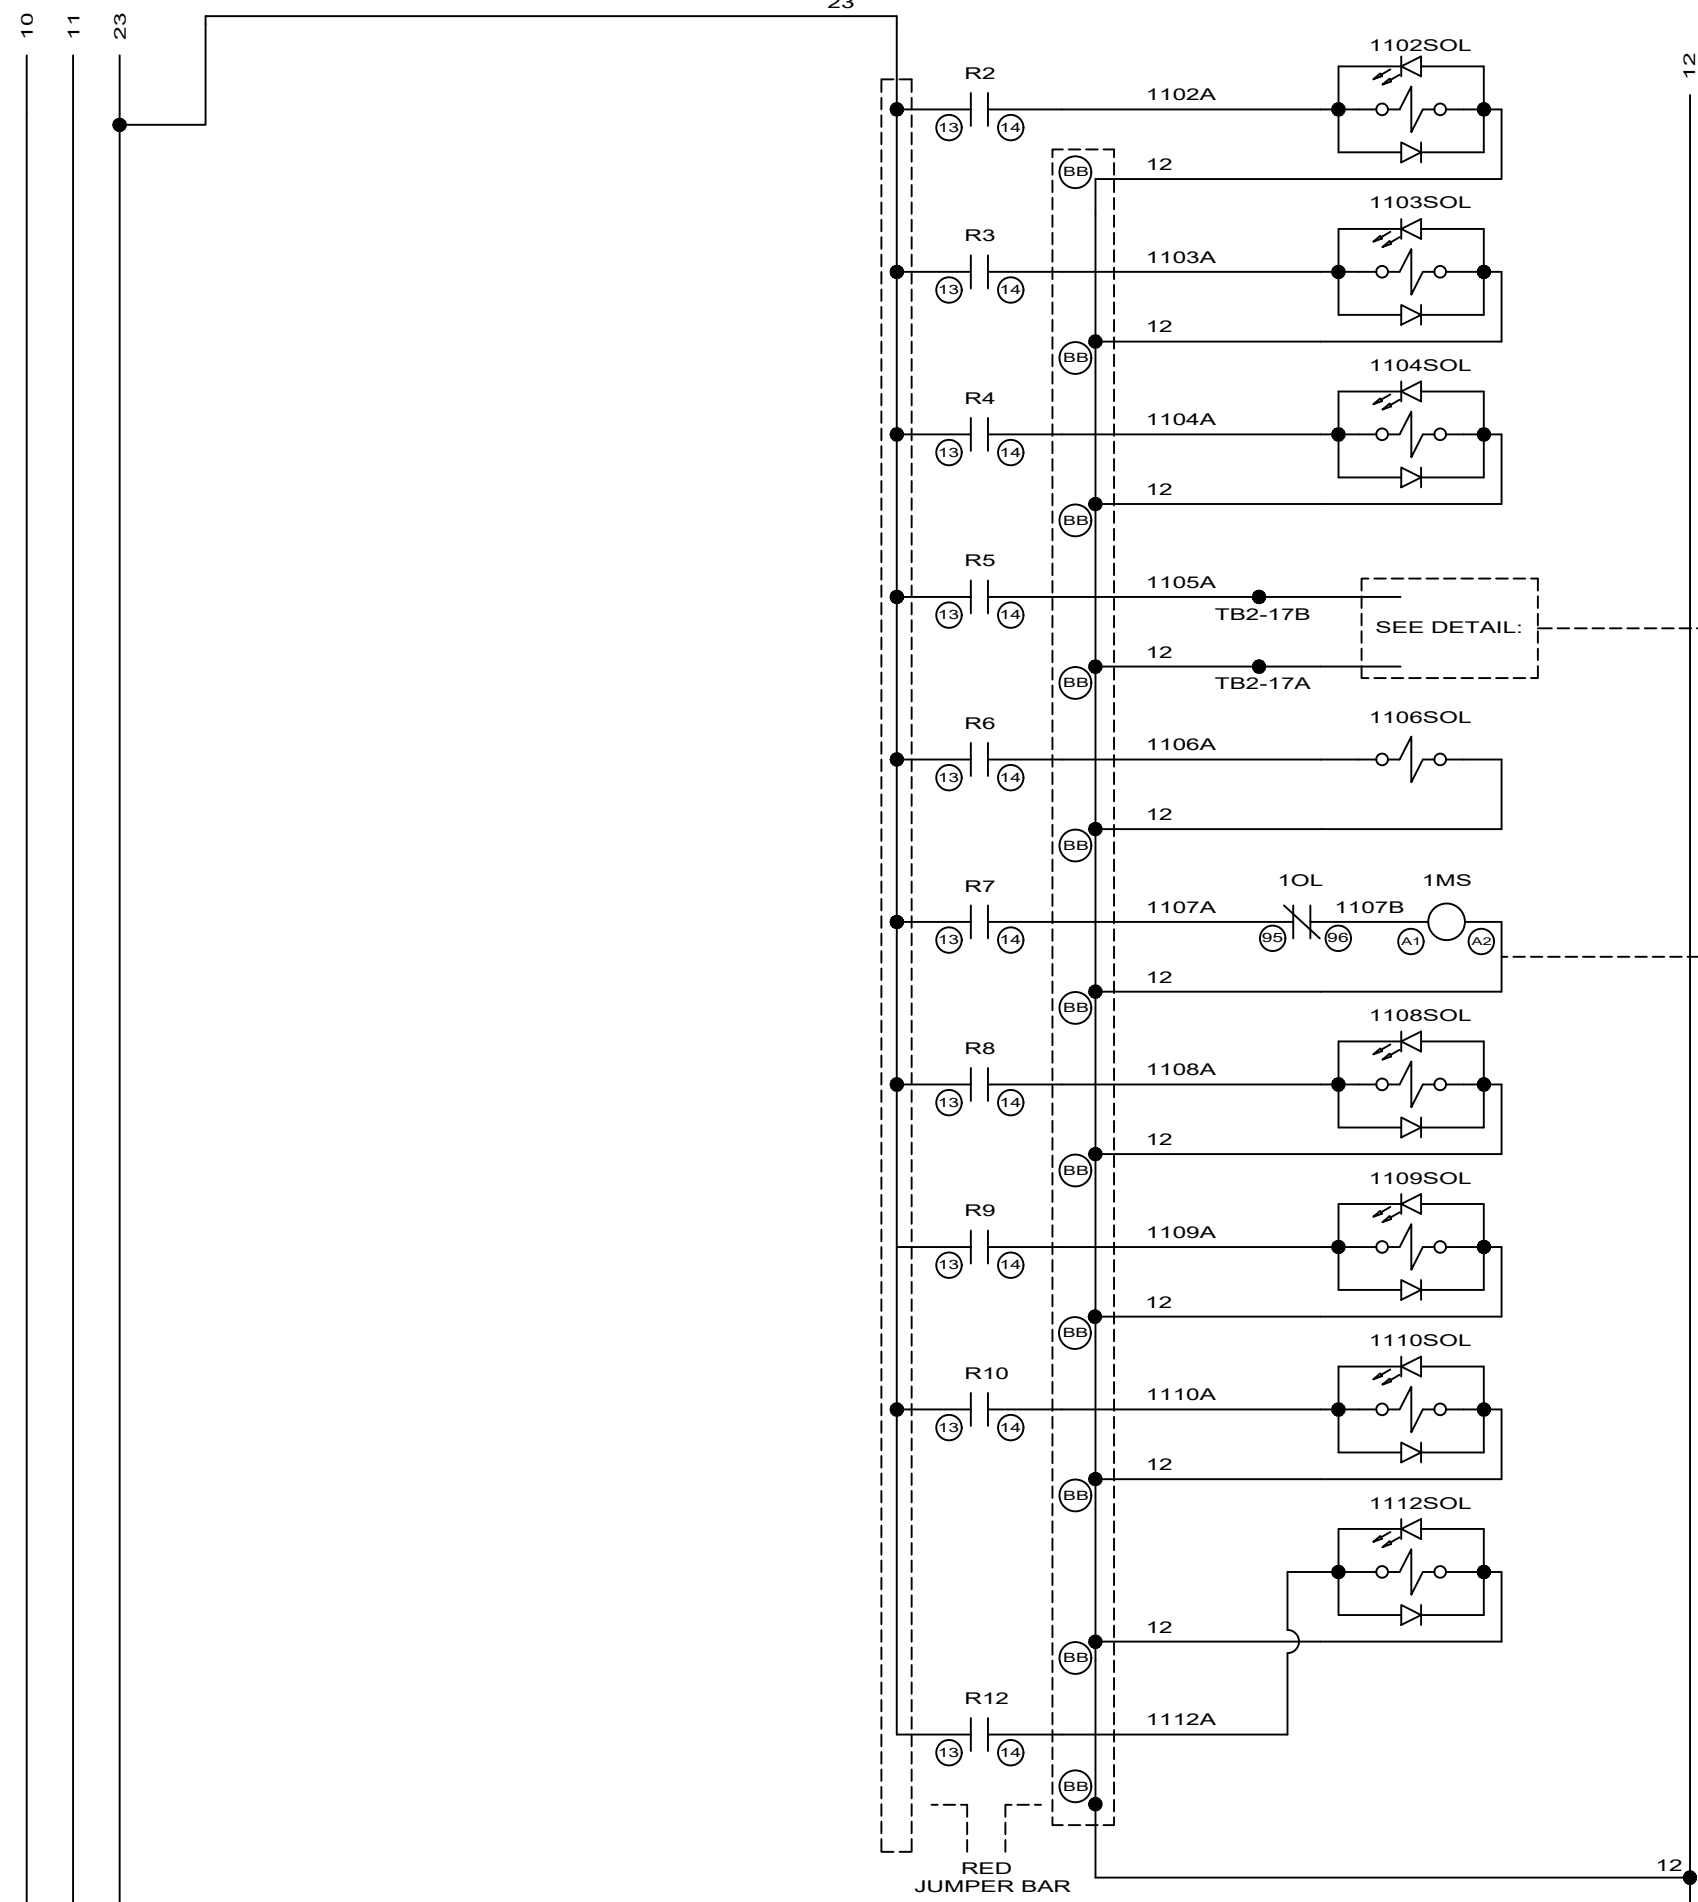 23
10
11
23
12
1102SOL
R2
1102A
13
14
BB
12
1103SOL
R3
1103A
13
14
12
BB
1104SOL
R4
1104A
13
14
12
BB
R5
1105A
13
14
TB2-17B
SEE DETAIL:
12
BB
TB2-17A
R6
1106SOL
1106A
13
14
12
BB
R7
1OL
1MS
1107A
1107B
13
14
95
96
A1
A2
12
BB
1108SOL
R8
1108A
13
14
12
BB
1109SOL
R9
1109A
13
14
12
BB
1110SOL
R10
1110A
13
14
12
BB
1112SOL
12
BB
R12
1112A
13
14
BB
RED
JUMPER BAR
12